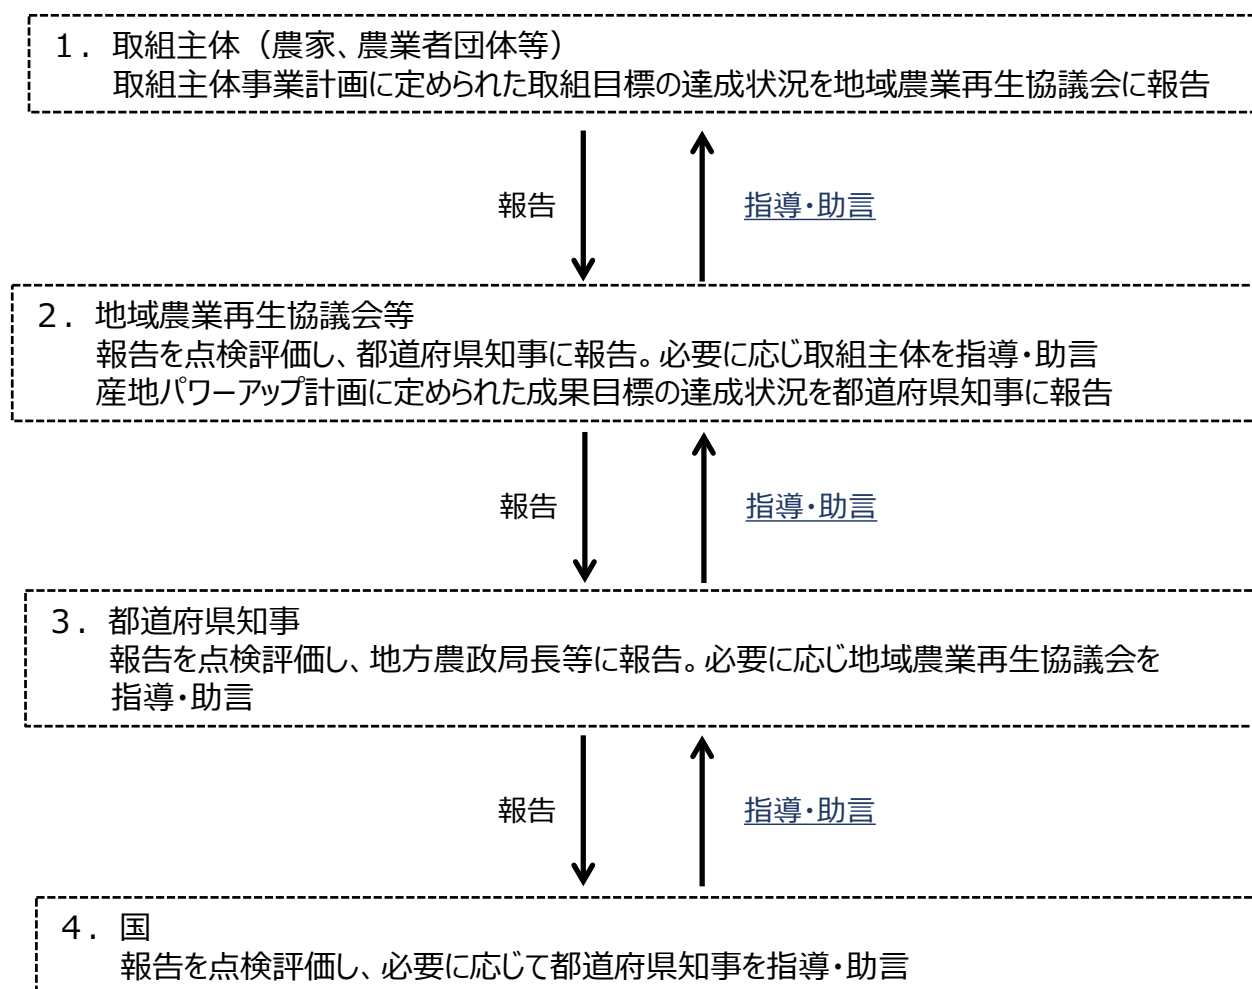 1. 取組主体（農家、農業者団体等）
取組主体事業計画に定められた取組目標の達成状況を地域農業再生協議会に報告
報告 指導・助言
2. 地域農業再生協議会等
報告を点検評価し、都道府県知事に報告。必要に応じ取組主体を指導・助言
産地パワーアップ計画に定められた成果目標の達成状況を都道府県知事に報告
報告 指導・助言
3. 都道府県知事
報告を点検評価し、地方農政局長等に報告。必要に応じ地域農業再生協議会を
指導・助言
報告 指導・助言
4. 国
報告を点検評価し、必要に応じて都道府県知事を指導・助言